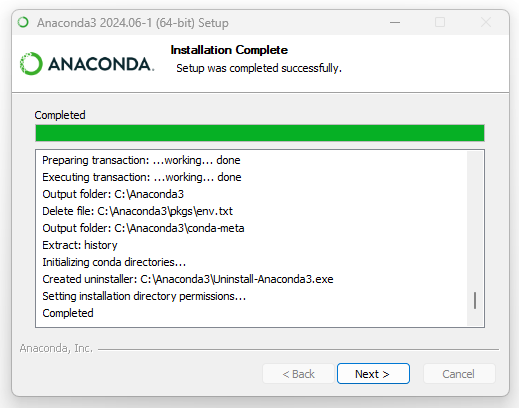 Anaconda3 2024.06-1 (64-bit) Setup
ANACONDA.
Installation Complete
Setup was completed successfully.
Completed
Preparing transaction: ...working... done
Executing transaction: ...working... done
Output folder: C:\Anaconda3
Delete file: C:\Anaconda3\pkgs\env.txt
Output folder: C:\Anaconda3\conda-meta
Extract: history
Initializing conda directories...
Created uninstaller: C:\Anaconda3\Uninstall-Anaconda3.exe
Setting installation directory permissions...
Completed
Anaconda, Inc.
< Back
Next >
Cancel